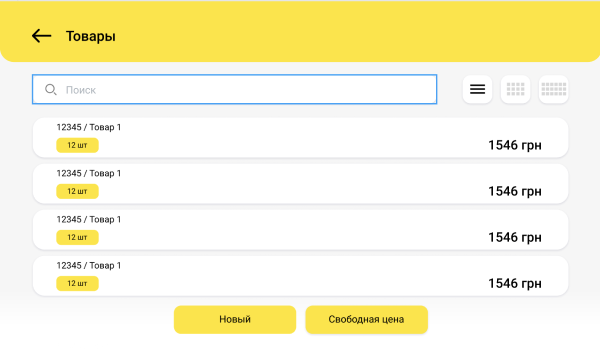 Товары
Поиск
12345 / Товар 1
12 шт
1546 грн
12345 / Товар 1
12 шт
1546 грн
12345 / Товар 1
12 шт
1546 грн
12345 / Товар 1
12 шт
1546 грн
Новый
Свободная цена